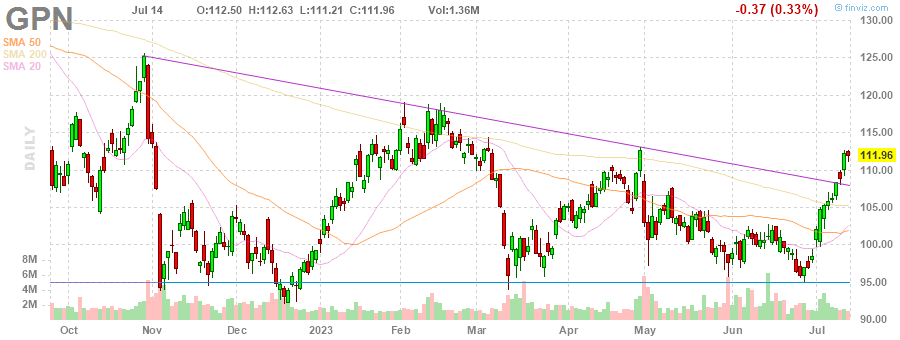 GPN Jul 14 O:112.50 H:112.63 L:111.21 C:111.96 Vol:1.36M -0.37 (0.33%) © finviz.com
SMA 50
SMA 200
SMA 20
DAILY
130.00
125.00
120.00
115.00
111.96
110.00
105.00
100.00
95.00
90.00
8M
6M
4M
2M
Oct Nov Dec 2023 Feb Mar Apr May Jun Jul